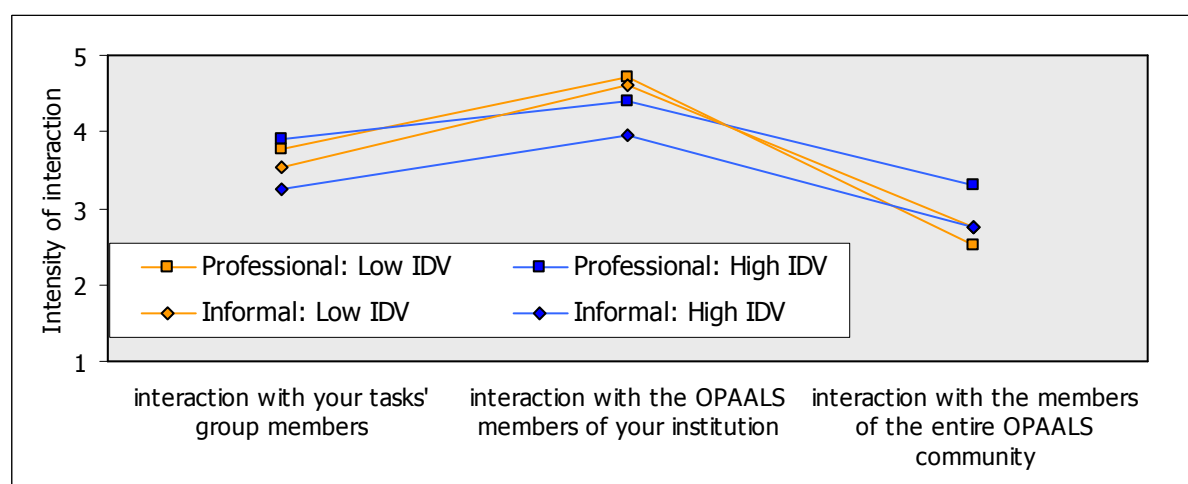 Intensity of interaction
5
4
3
2
1
Professional: Low IDV
Professional: High IDV
Informal: Low IDV
Informal: High IDV
interaction with your tasks'
group members
interaction with the OPAALS
members of your institution
interaction with the members
of the entire OPAALS
community